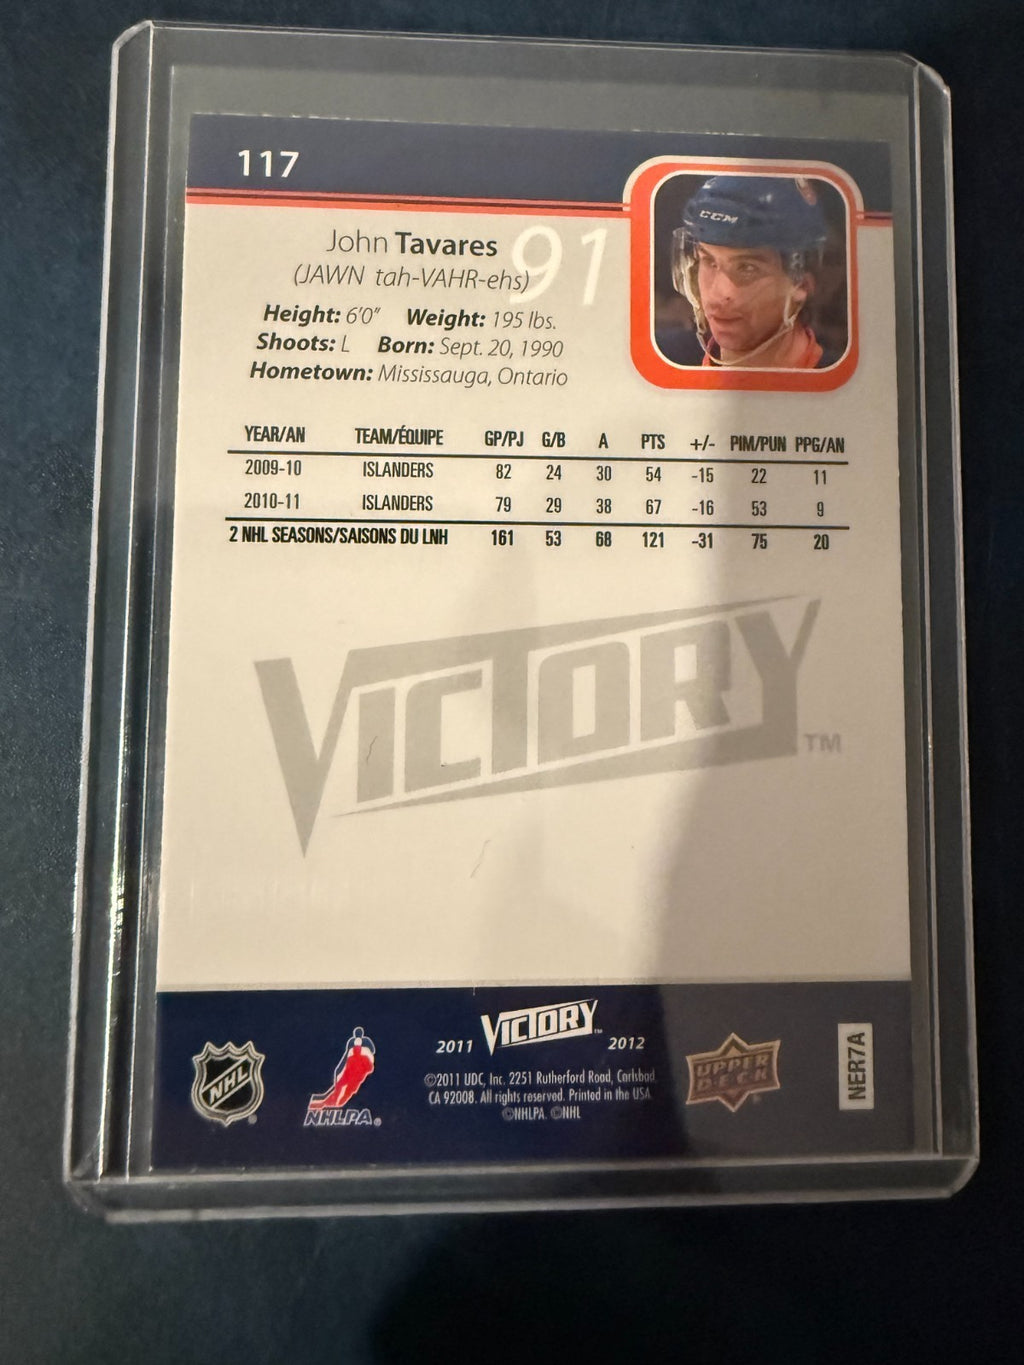 117
John Tavares
91
(JAWN tah-VAHR-ehs)
Height: 6'0" Weight: 195 lbs.
Shoots: L Born: Sept. 20, 1990
Hometown: Mississauga, Ontario
CCM
YEAR/AN TEAM/ÉQUIPE GP/PJ G/B A PTS +/- PIM/PUN PPG/AN
2009-10 ISLANDERS 82 24 30 54 -15 22 11
2010-11 ISLANDERS 79 29 38 67 -16 53 9
2 NHL SEASONS/SAISONS DU LNH 161 53 68 121 -31 75 20
VICTORY TM
NHL
NHLPA®
2011 VICTORY™ 2012
©2011 UDC, Inc. 2251 Rutherford Road, Carlsbad,
CA 92008. All rights reserved. Printed in the USA.
©NHLPA. ©NHL
UPPER DECK
NER7A